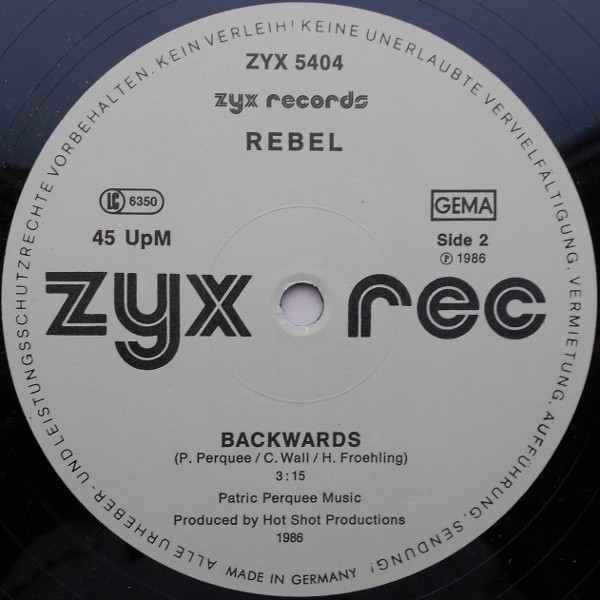 ALLE URHEBER- UND LEISTUNGSSCHUTZRECHTE VORBEHALTEN. KEIN VERLEIH! KEINE UNERLAUBTE VERVIELFÄLTIGUNG, VERMIETUNG, AUFFÜHRUNG, SENDUNG!
ZYX 5404
zyx records
REBEL
LC 6350
GEMA
45 UpM
Side 2
Ⓟ 1986
zyx rec
BACKWARDS
(P. Perquee / C. Wall / H. Froehling)
3:15
Patric Perquee Music
Produced by Hot Shot Productions
1986
MADE IN GERMANY